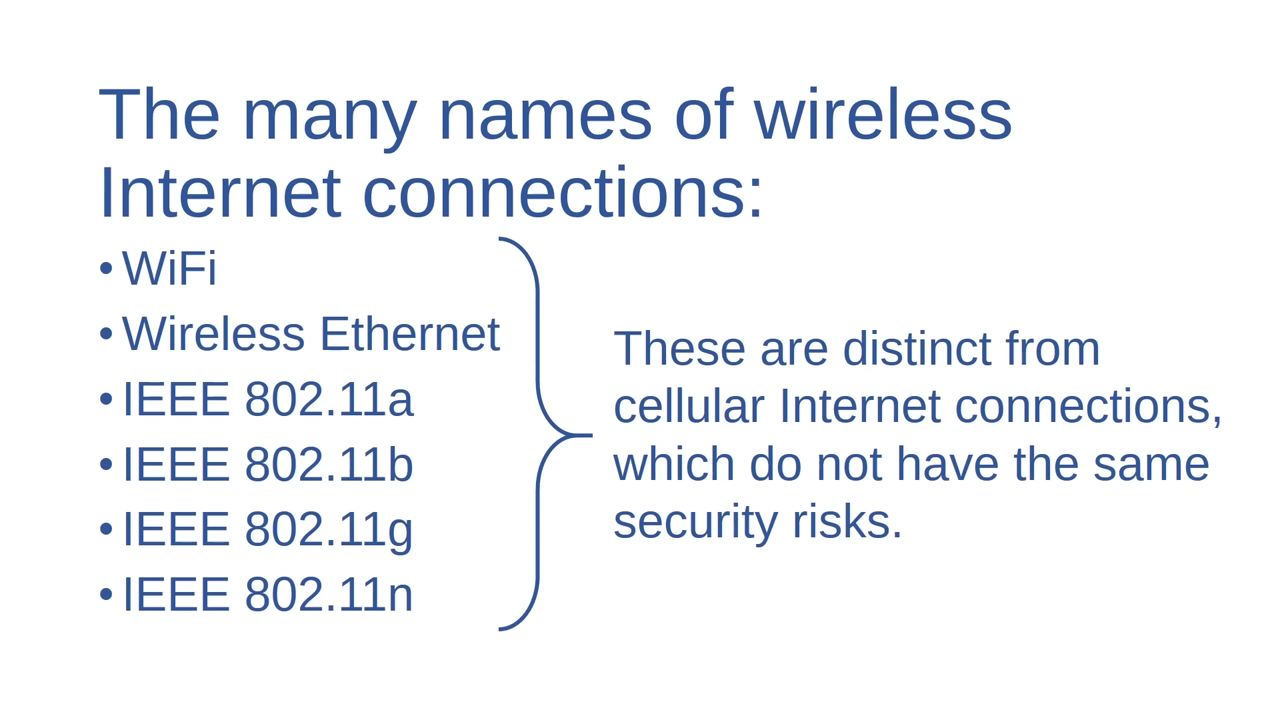 The many names of wireless
Internet connections:
• WiFi
• Wireless Ethernet
• IEEE 802.11a
• IEEE 802.11b
• IEEE 802.11g
• IEEE 802.11n
These are distinct from
cellular Internet connections,
which do not have the same
security risks.